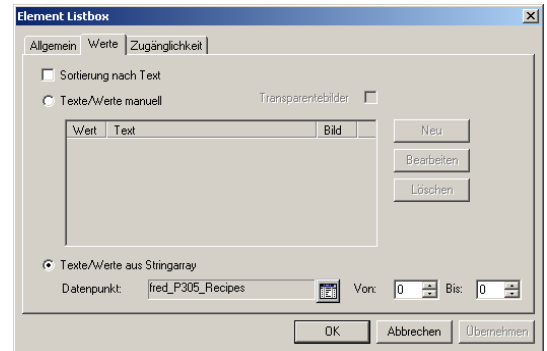 Element Listbox
Allgemein Werte Zugänglichkeit
Sortierung nach Text
Texte/Werte manuell Transparentebilder
Wert Text Bild Neu
Bearbeiten
Löschen
Texte/Werte aus Stringarray
Datenpunkt: fred_P305_Recipes Von: 0 Bis: 0
OK Abbrechen Übernehmen